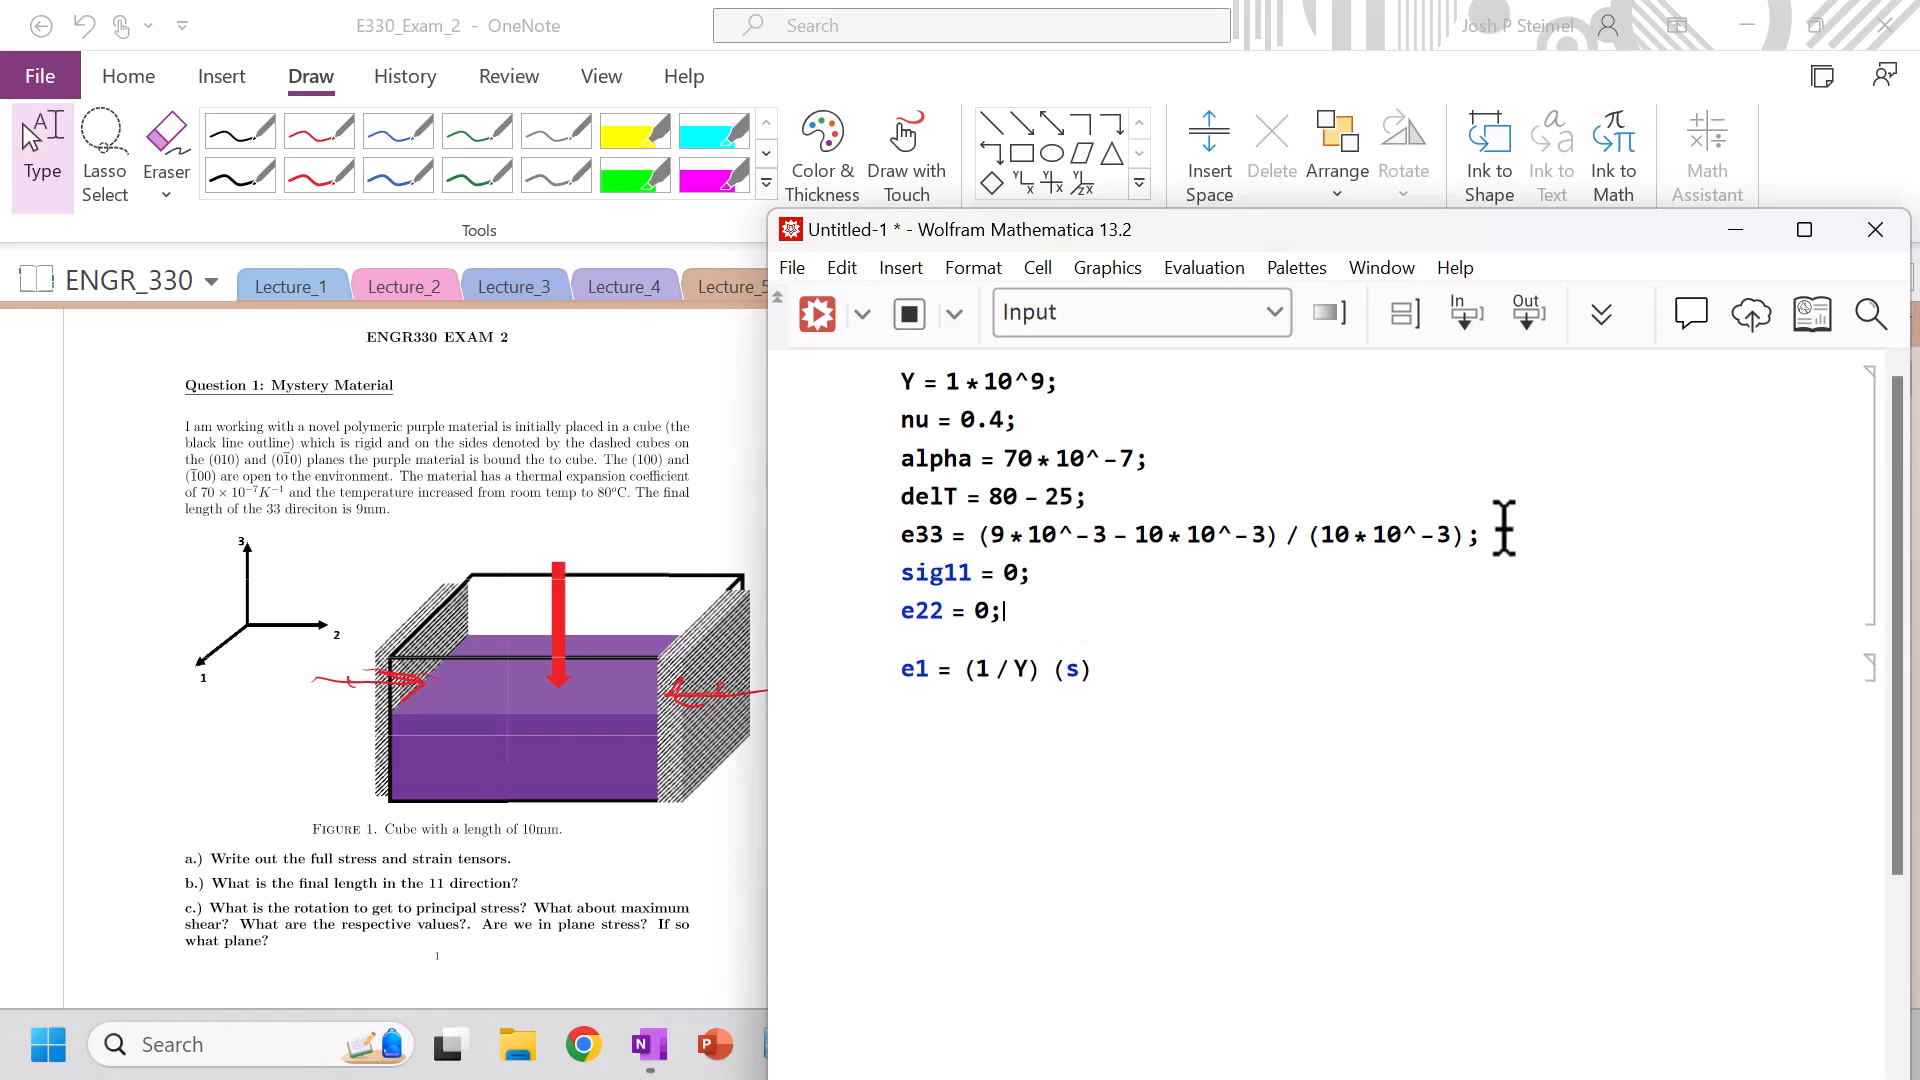 E330_Exam_2 - OneNote
Search
Josh P Steimel
File Home Insert Draw History Review View Help
Type
Lasso Select
Eraser
Color & Thickness
Draw with Touch
Insert Space
Delete
Arrange
Rotate
Ink to Shape
Ink to Text
Ink to Math
Math Assistant
Tools
ENGR_330
Lecture_1 Lecture_2 Lecture_3 Lecture_4 Lecture_5
ENGR330 EXAM 2
Question 1: Mystery Material
I am working with a novel polymeric purple material is initially placed in a cube (the
black line outline) which is rigid and on the sides denoted by the dashed cubes on
the (010) and (01̅0) planes the purple material is bound the to cube. The (100) and
(1̅00) are open to the environment. The material has a thermal expansion coefficient
of 70 × 10⁻⁷K⁻¹ and the temperature increased from room temp to 80°C. The final
length of the 33 direciton is 9mm.
3
2
1
Figure 1. Cube with a length of 10mm.
a.) Write out the full stress and strain tensors.
b.) What is the final length in the 11 direction?
c.) What is the rotation to get to principal stress? What about maximum
shear? What are the respective values?. Are we in plane stress? If so
what plane?
1
Untitled-1 * - Wolfram Mathematica 13.2
File Edit Insert Format Cell Graphics Evaluation Palettes Window Help
Input
In
Out
Y = 1*10^9;
nu = 0.4;
alpha = 70*10^-7;
delT = 80-25;
e33 = (9*10^-3-10*10^-3)/(10*10^-3);
sig11 = 0;
e22 = 0;
e1 = (1/Y) (s)
Search